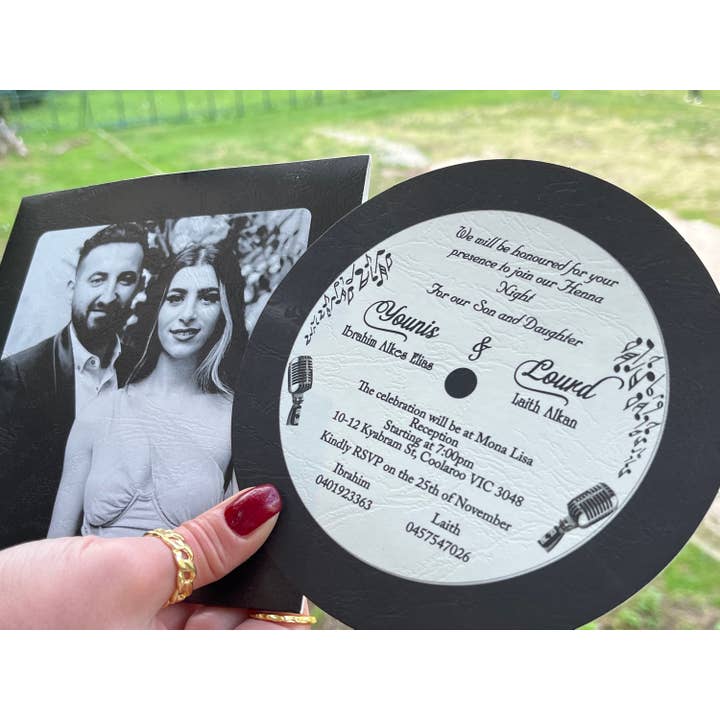 We will be honoured for your
presence to join our Henna
Night
For our Son and Daughter
Younis & Lourd
Ibrahim Alkes Elias
Laith Alkan
The celebration will be at Mona Lisa
Reception
Starting at 7:00pm
10-12 Kyabram St, Coolaroo VIC 3048
Kindly RSVP on the 25th of November
Ibrahim
0401923363
Laith
0457547026